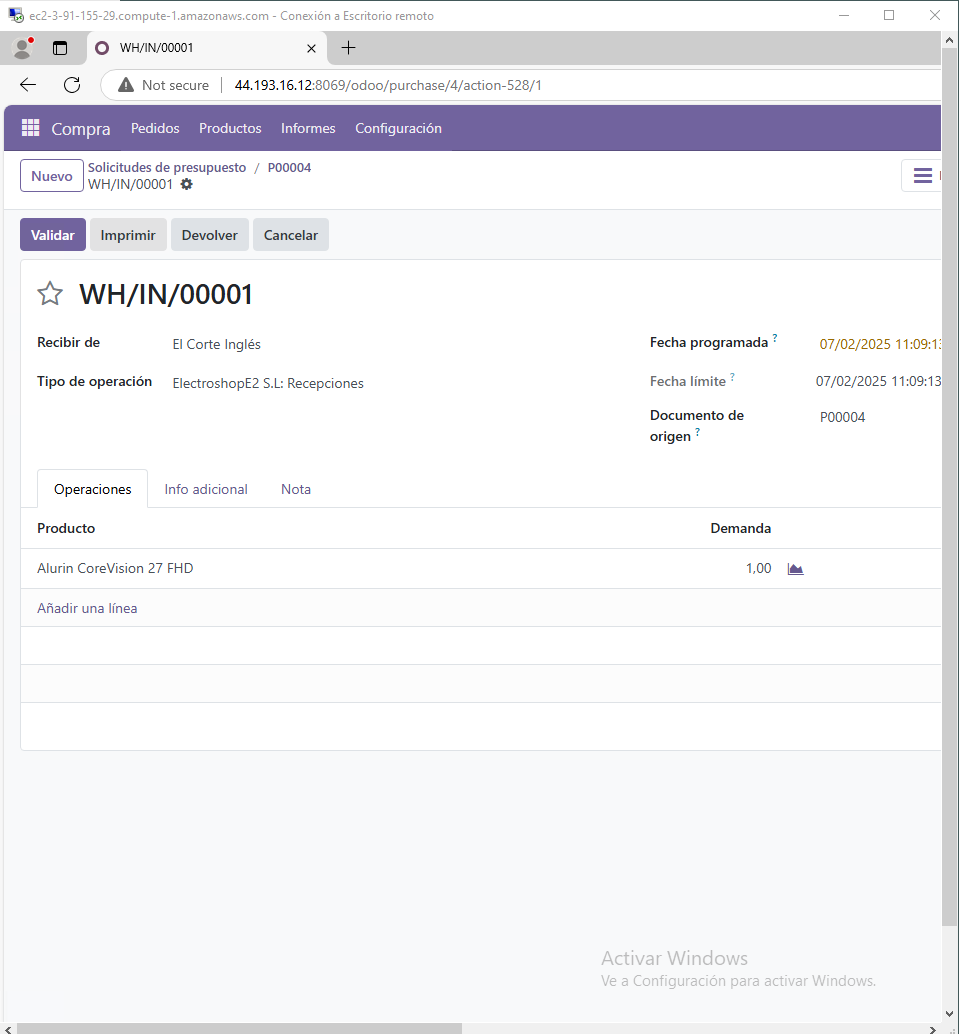 ec2-3-91-155-29.compute-1.amazonaws.com - Conexión a Escritorio remoto
WH/IN/00001
Not secure 44.193.16.12:8069/odoo/purchase/4/action-528/1
Compra Pedidos Productos Informes Configuración
Nuevo
Solicitudes de presupuesto / P00004
WH/IN/00001
Validar Imprimir Devolver Cancelar
WH/IN/00001
Recibir de El Corte Inglés Fecha programada ? 07/02/2025 11:09:13
Tipo de operación ElectroshopE2 S.L: Recepciones Fecha límite ? 07/02/2025 11:09:13
Documento de origen ? P00004
Operaciones Info adicional Nota
Producto Demanda
Alurin CoreVision 27 FHD 1,00
Añadir una línea
Activar Windows
Ve a Configuración para activar Windows.